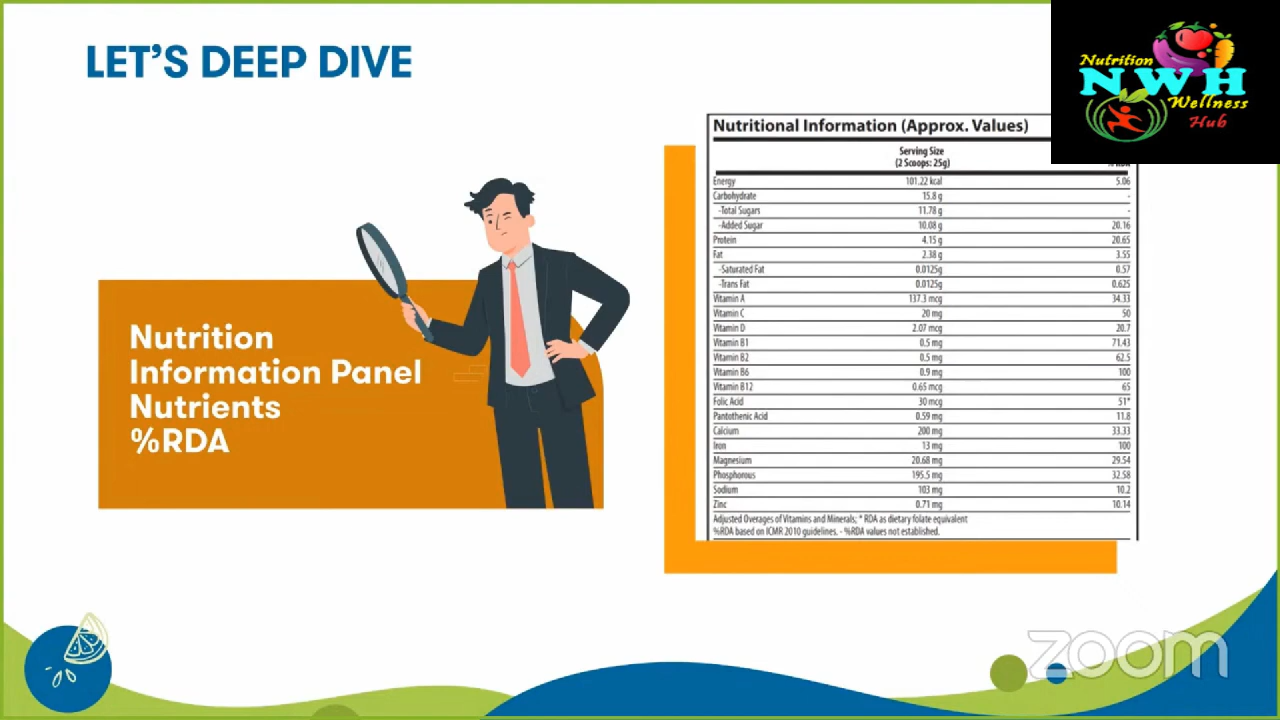 LET'S DEEP DIVE
Nutrition
NWH
Wellness
Hub
Nutrition
Information Panel
Nutrients
%RDA
Nutritional Information (Approx. Values)
Serving Size
(2 Scoops: 25g)
Energy 101.22 kcal 5.06
Carbohydrate 15.8 g -
-Total Sugars 11.78 g -
-Added Sugar 10.08 g 20.16
Protein 4.15 g 20.65
Fat 2.38 g 3.55
-Saturated Fat 0.0125g 0.57
-Trans Fat 0.0125g 0.625
Vitamin A 137.3 mcg 34.33
Vitamin C 20 mg 50
Vitamin D 2.07 mcg 20.7
Vitamin B1 0.5 mg 71.43
Vitamin B2 0.5 mg 62.5
Vitamin B6 0.9 mg 100
Vitamin B12 0.65 mcg 65
Folic Acid 30 mcg 51*
Pantothenic Acid 0.59 mg 11.8
Calcium 200 mg 33.33
Iron 13 mg 100
Magnesium 20.68 mg 29.54
Phosphorous 195.5 mg 32.58
Sodium 103 mg 10.2
Zinc 0.71 mg 10.14
Adjusted Overages of Vitamins and Minerals; * RDA as dietary folate equivalent
%RDA based on ICMR 2010 guidelines. - %RDA values not established.
zoom